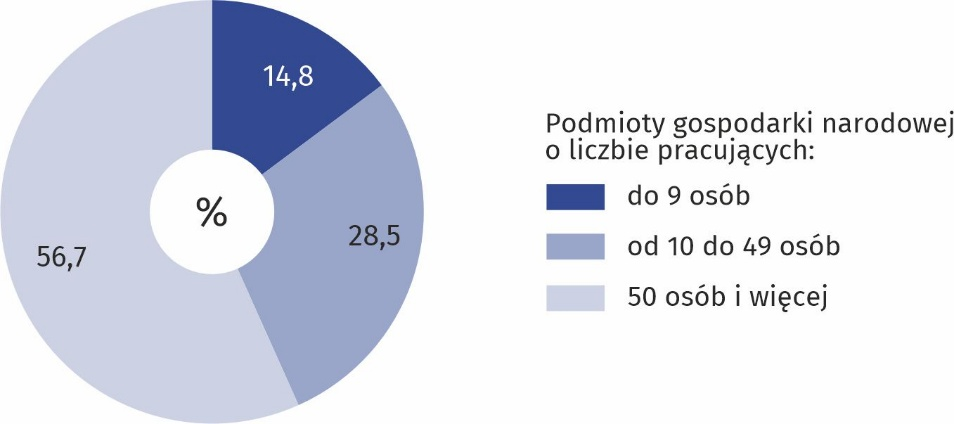 14,8
%
28,5
56,7
Podmioty gospodarki narodowej
o liczbie pracujących:
do 9 osób
od 10 do 49 osób
50 osób i więcej